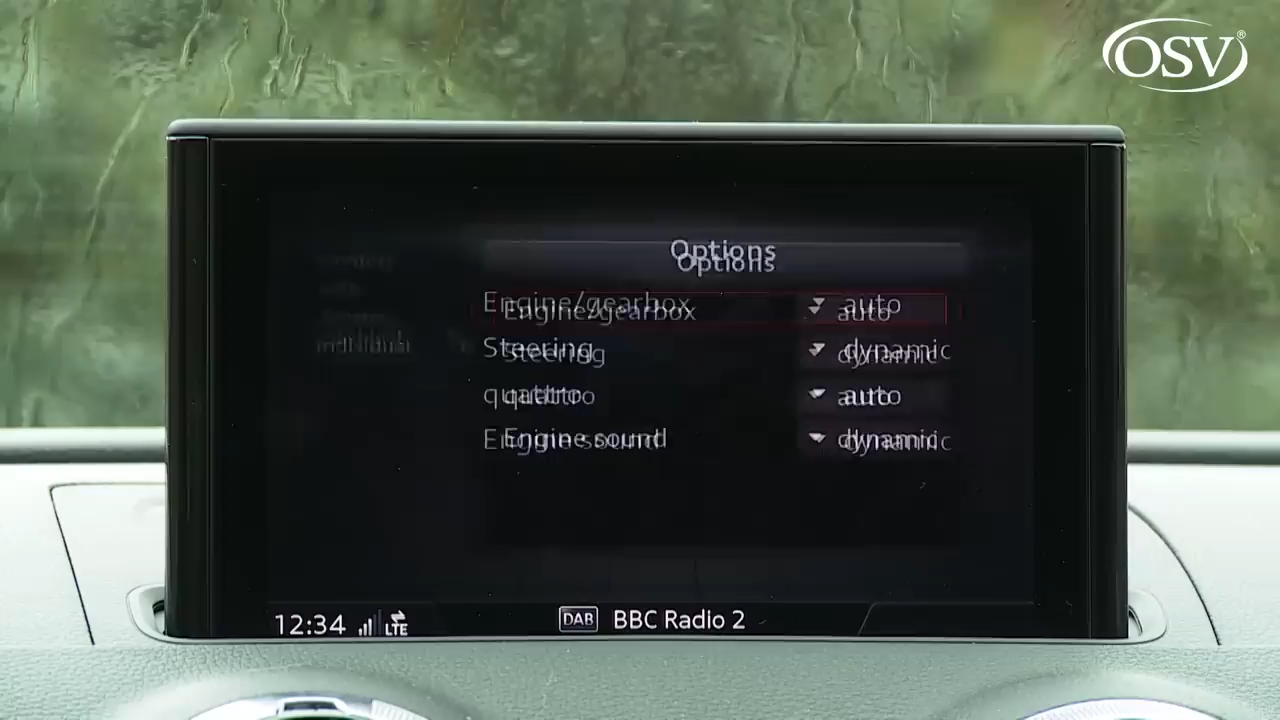 OSV®
Options
Engine/gearbox auto
Steering dynamic
quattro auto
Engine sound dynamic
individual
12:34 LTE DAB BBC Radio 2